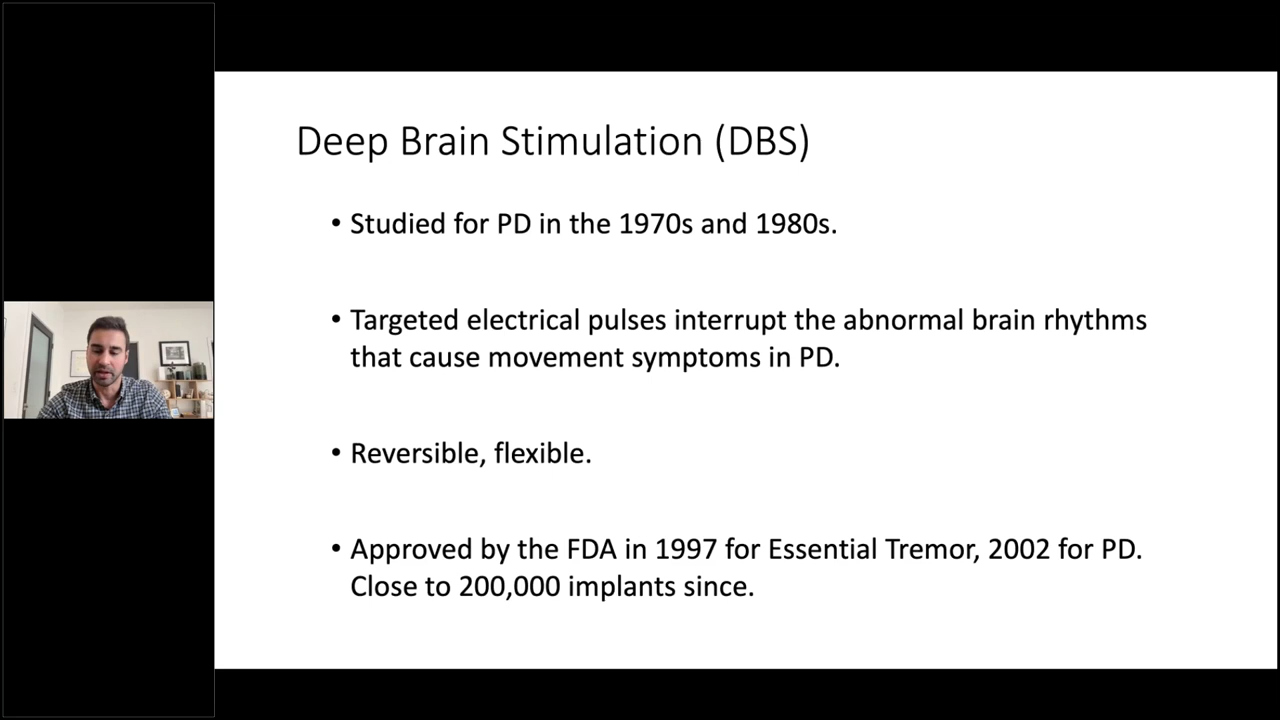 Deep Brain Stimulation (DBS)
• Studied for PD in the 1970s and 1980s.
• Targeted electrical pulses interrupt the abnormal brain rhythms
that cause movement symptoms in PD.
• Reversible, flexible.
• Approved by the FDA in 1997 for Essential Tremor, 2002 for PD.
Close to 200,000 implants since.